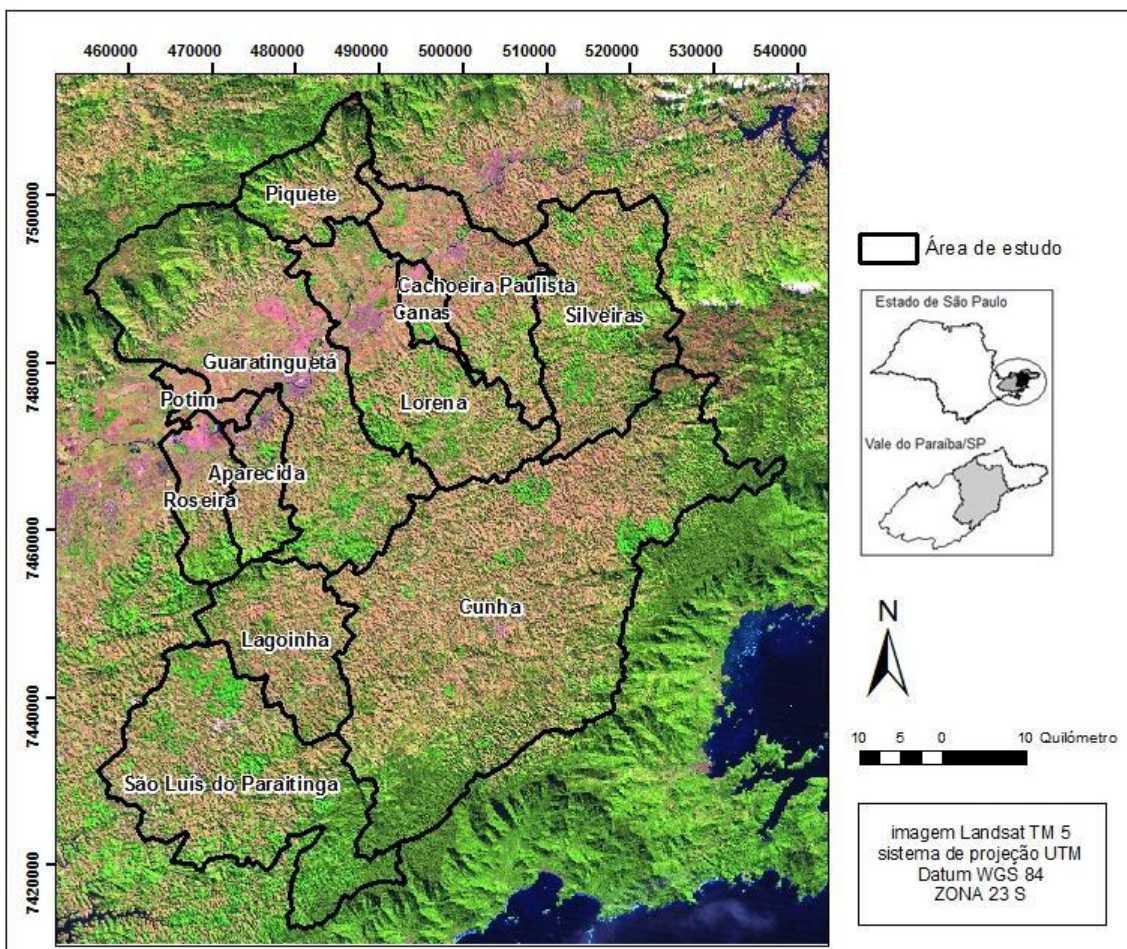 460000 470000 480000 490000 500000 510000 520000 530000 540000
7500000
7480000
7460000
7440000
7420000
Piquete
Cachoeira Paulista
Canas
Silveiras
Guaratinguetá
Potim
Lorena
Aparecida
Roseira
Cunha
Lagoinha
São Luís do Paraitinga
Área de estudo
Estado de São Paulo
Vale do Paraíba/SP
N
10 5 0 10 Quilómetro
imagem Landsat TM 5
sistema de projeção UTM
Datum WGS 84
ZONA 23 S